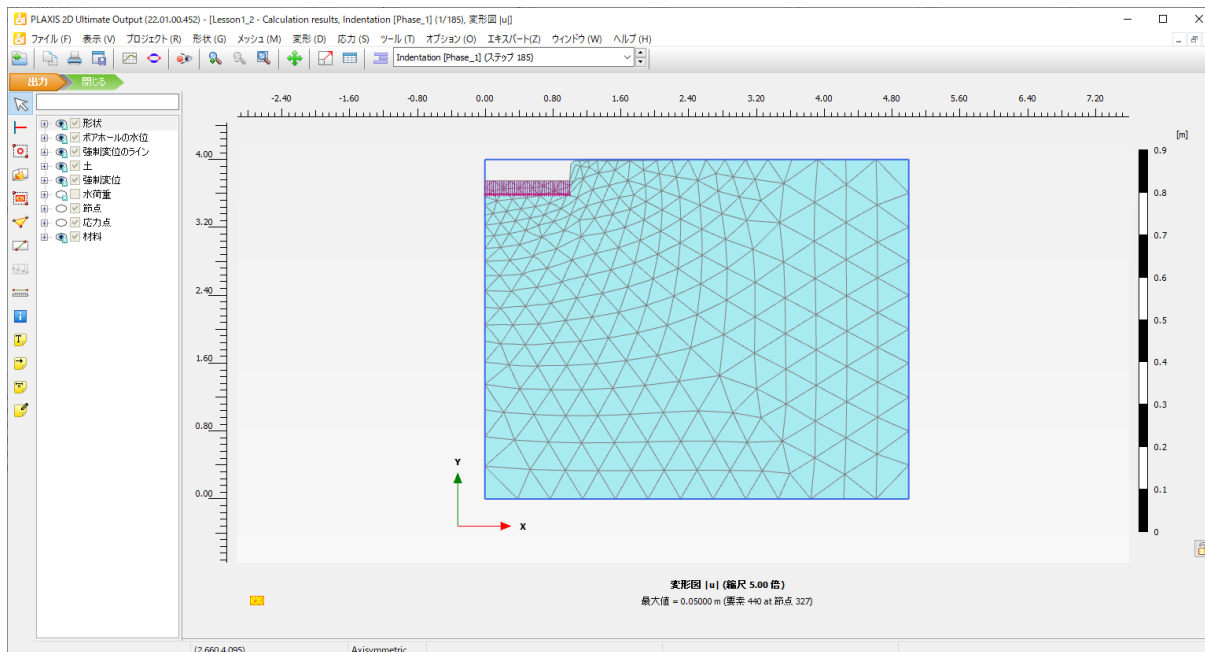 PLAXIS 2D Ultimate Output (22.01.00.452) - [Lesson1_2 - Calculation results, Indentation [Phase_1] (1/185), 変形図 |u|]
ファイル (F) 表示 (V) プロジェクト(R) 形状 (G) メッシュ (M) 変形 (D) 応力 (S) ツール (T) オプション (O) エキスパート(Z) ウィンドウ (W) ヘルプ (H)
Indentation [Phase_1] (ステップ 185)
出力 閉じる
形状
ボアホールの水位
強制変位のライン
土
強制変位
水荷重
節点
応力点
材料
-2.40 -1.60 -0.80 0.00 0.80 1.60 2.40 3.20 4.00 4.80 5.60 6.40 7.20
4.00
3.20
2.40
1.60
0.80
0.00
Y
X
[m]
0.9
0.8
0.7
0.6
0.5
0.4
0.3
0.2
0.1
0
変形図 |u| (縮尺 5.00 倍)
最大値 = 0.05000 m (要素 440 at 節点 327)
(2.660 4.095) Axisymmetric